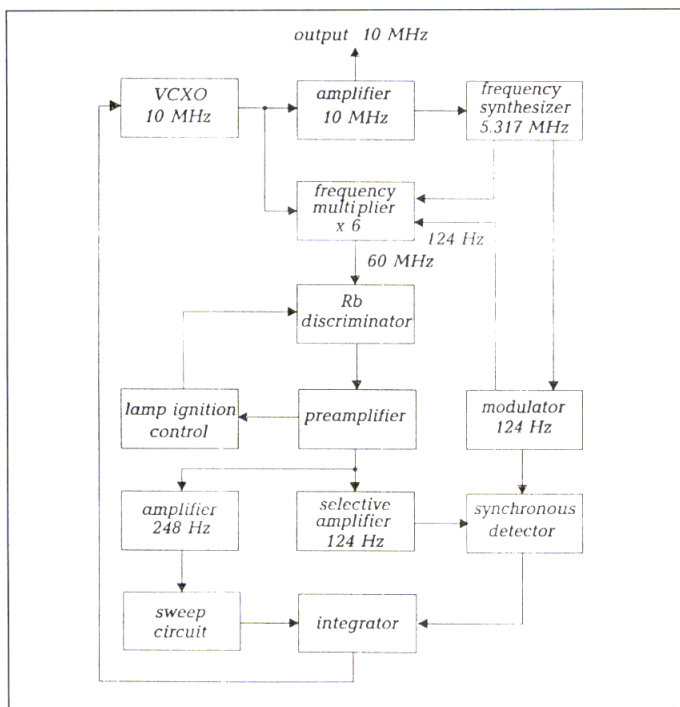 output 10 MHz
VCXO
10 MHz
amplifier
10 MHz
frequency
synthesizer
5.317 MHz
frequency
multiplier
x 6
124 Hz
60 MHz
Rb
discriminator
lamp ignition
control
preamplifier
modulator
124 Hz
amplifier
248 Hz
selective
amplifier
124 Hz
synchronous
detector
sweep
circuit
integrator